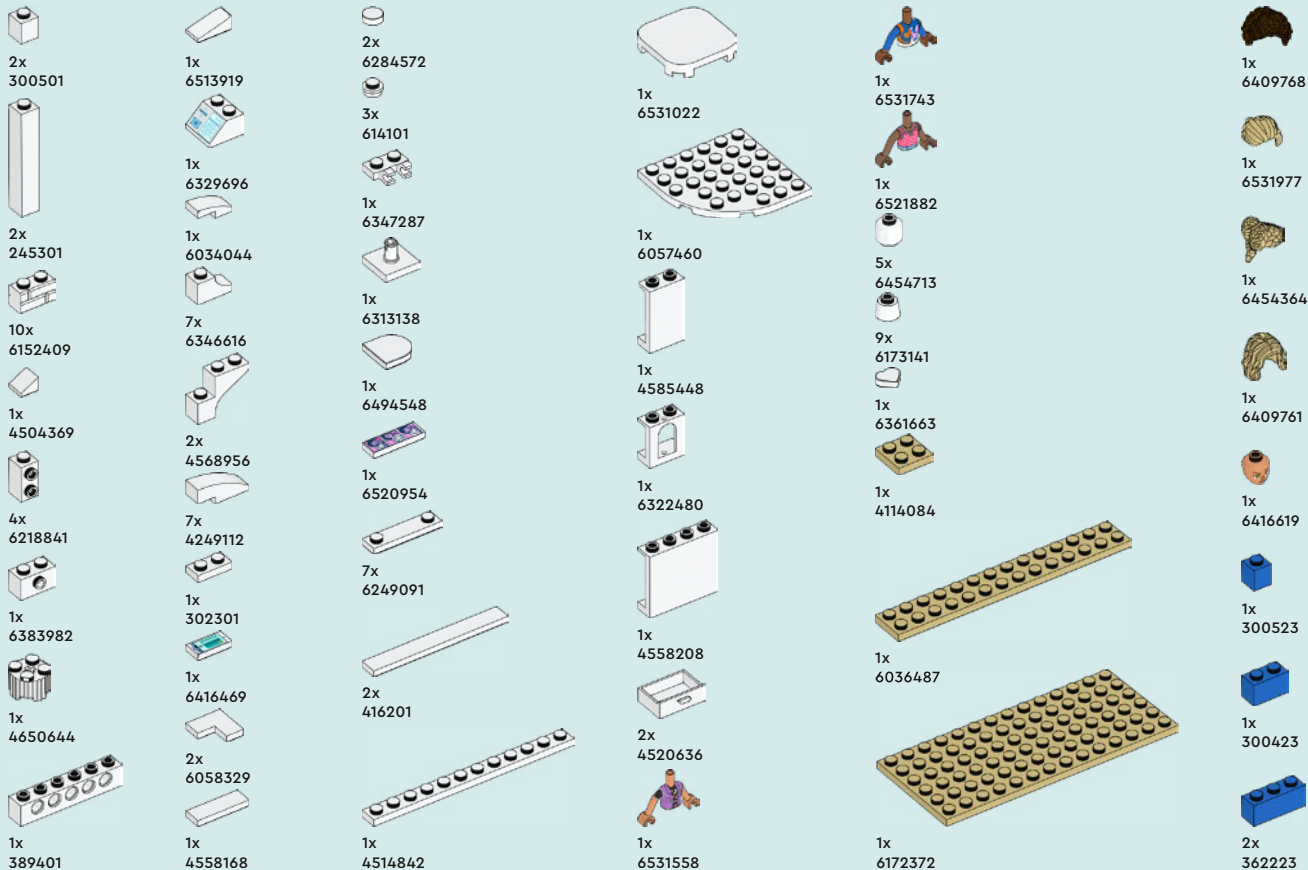 2x
300501
2x
245301
10x
6152409
1x
4504369
4x
6218841
1x
6383982
1x
4650644
1x
389401
1x
6513919
1x
6329696
1x
6034044
7x
6346616
2x
4568956
7x
4249112
1x
302301
1x
6416469
2x
6058329
1x
4558168
2x
6284572
3x
614101
1x
6347287
1x
6313138
1x
6494548
1x
6520954
7x
6249091
2x
416201
1x
4514842
1x
6531022
1x
6057460
1x
4585448
1x
6322480
1x
4558208
2x
4520636
1x
6531558
1x
6531743
1x
6521882
5x
6454713
9x
6173141
1x
6361663
1x
4114084
1x
6036487
1x
6172372
1x
6409768
1x
6531977
1x
6454364
1x
6409761
1x
6416619
1x
300523
1x
300423
2x
362223